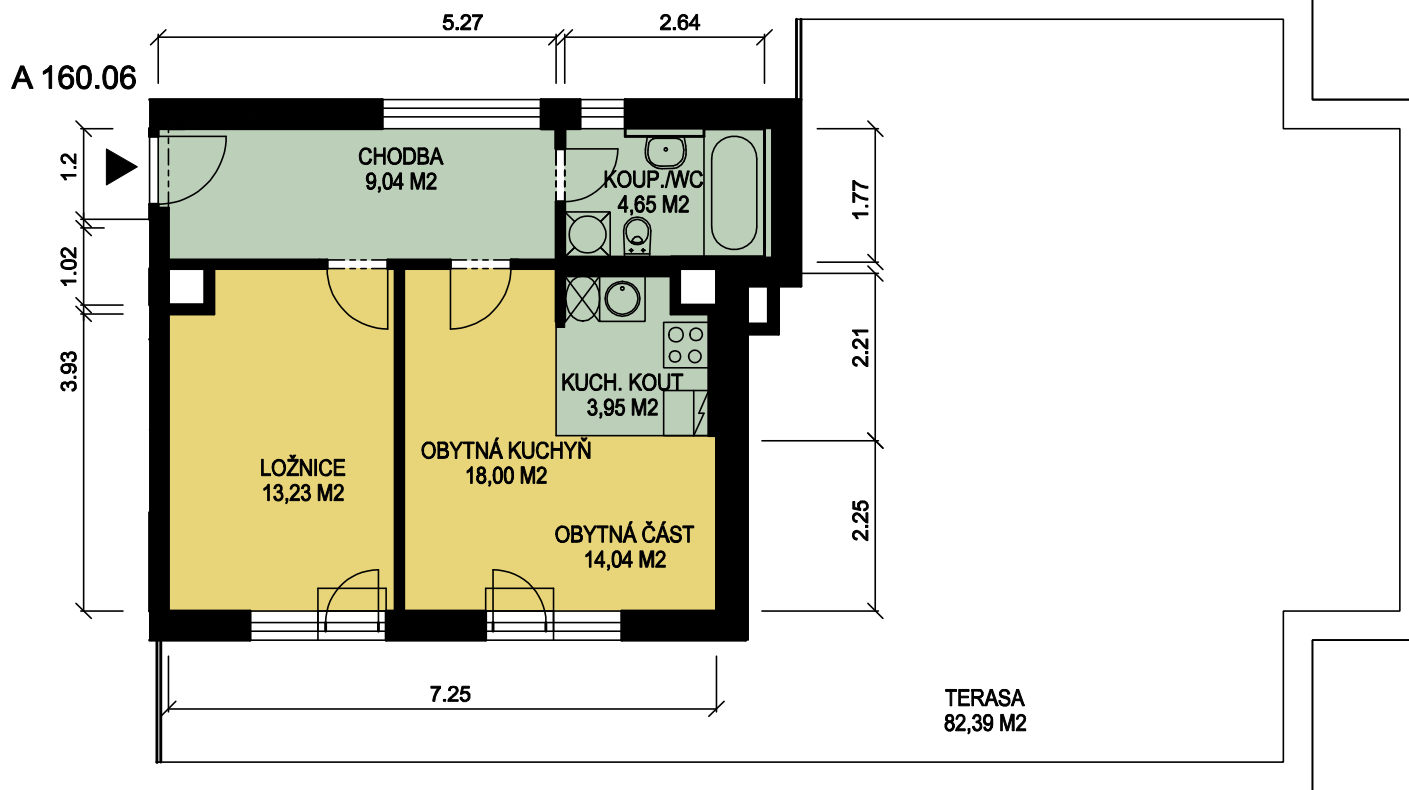 5.27
2.64
A 160.06
1.2
CHODBA
9,04 M2
KOUP./WC
4,65 M2
1.77
1.02
2.21
3.93
KUCH. KOUT
3,95 M2
OBYTNÁ KUCHYŇ
18,00 M2
LOŽNICE
13,23 M2
OBYTNÁ ČÁST
14,04 M2
2.25
7.25
TERASA
82,39 M2